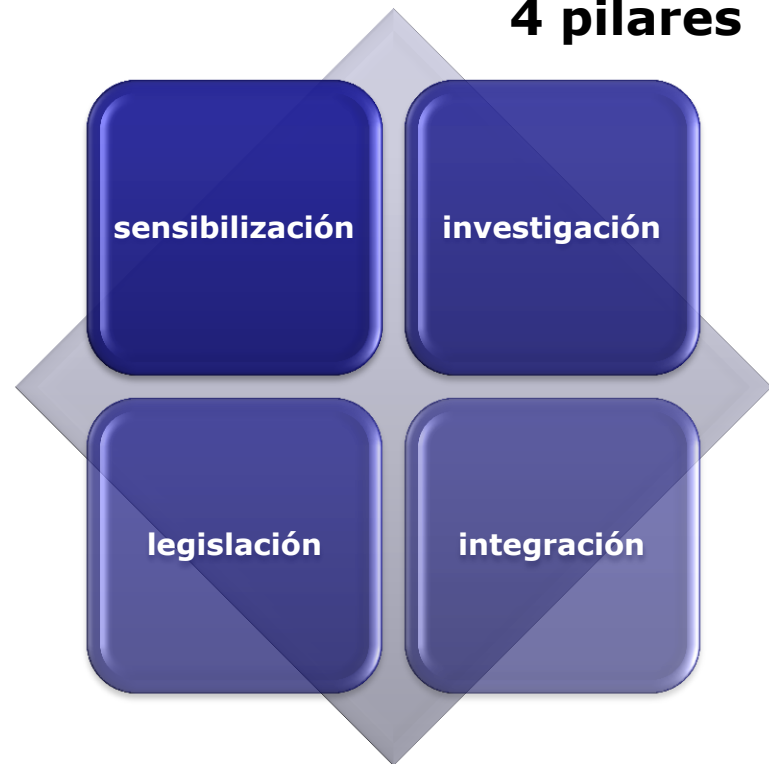 4 pilares
sensibilización
investigación
legislación
integración